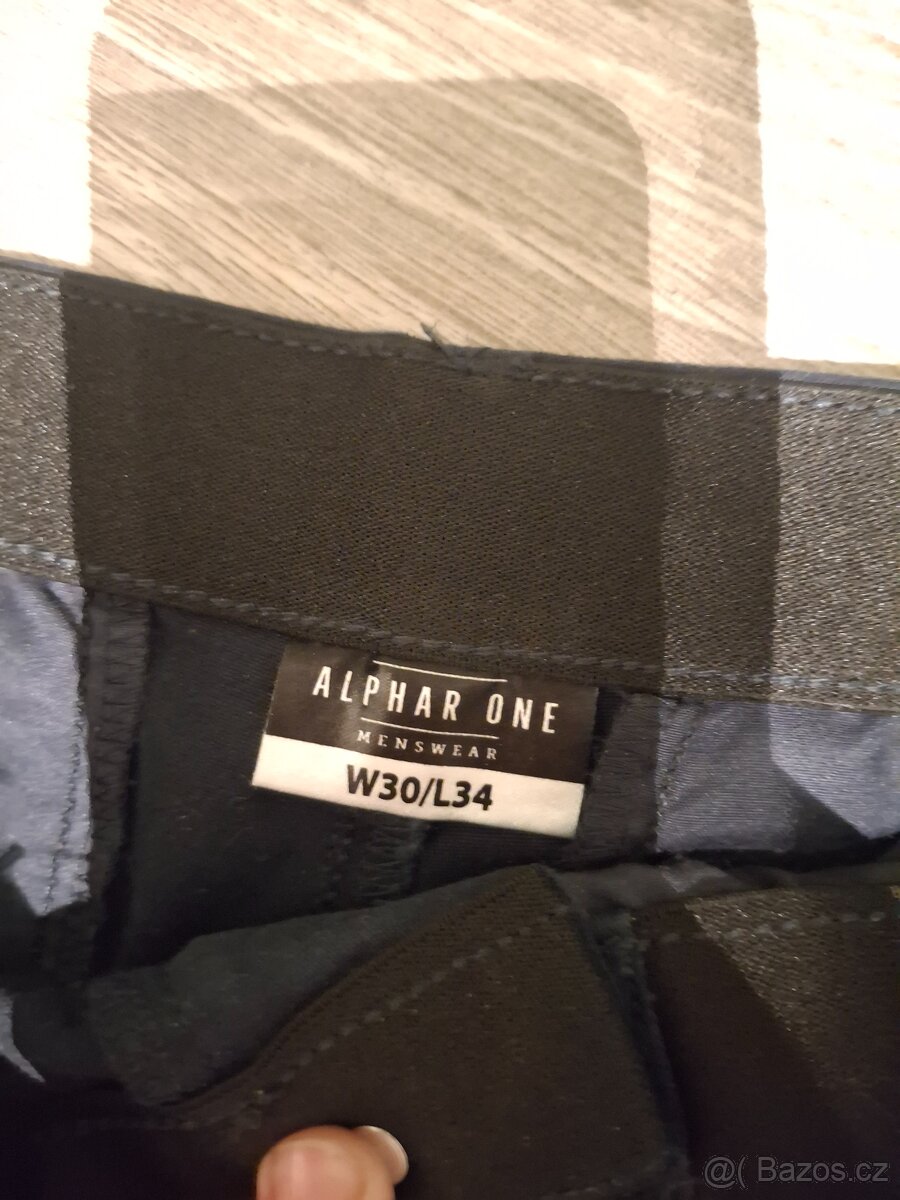 ALPHAR ONE
MENSWEAR
W30/L34
@( Bazos.cz